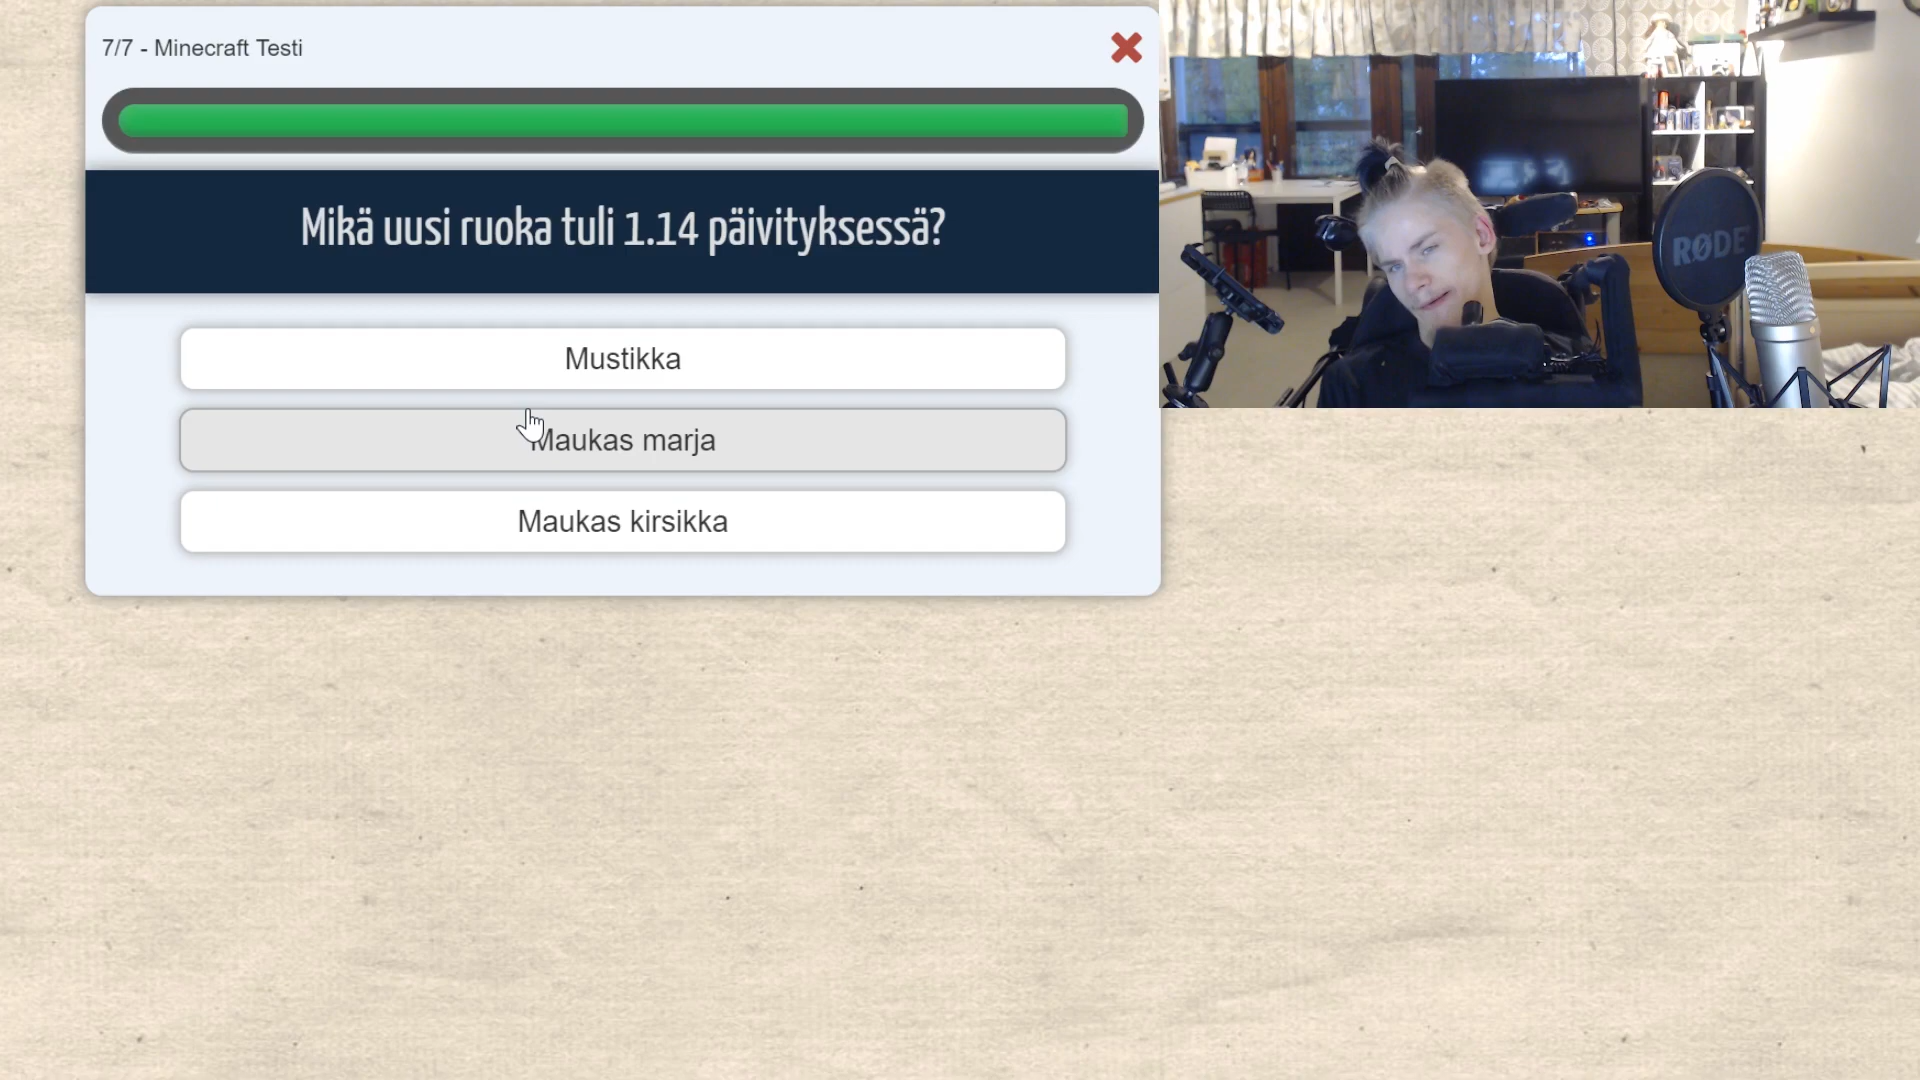 7/7 - Minecraft Testi
Mikä uusi ruoka tuli 1.14 päivityksessä?
Mustikka
Maukas marja
Maukas kirsikka
RØDE